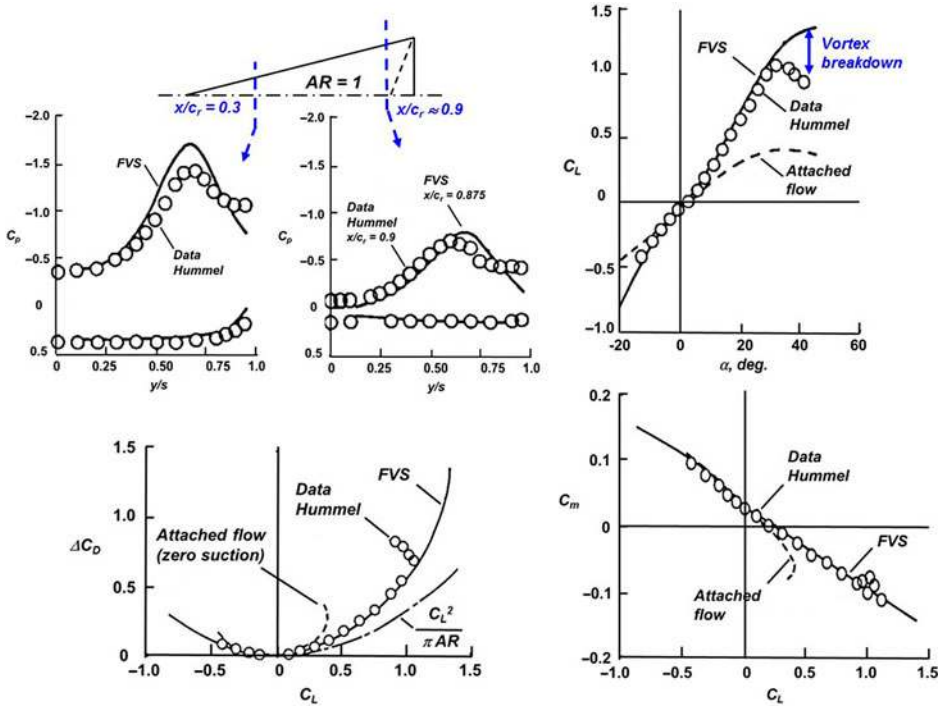 AR = 1
x/c_r = 0.3
x/c_r ≈ 0.9
−2.0
−1.5
−1.0
C_p
−0.5
0
0.5
FVS
Data
Hummel
0
0.25
0.50
0.75
1.0
y/s
−2.0
−1.5
−1.0
C_p
−0.5
0
0.5
Data
Hummel
x/c_r = 0.9
FVS
x/c_r = 0.875
0
0.25
0.50
0.75
1.0
y/s
1.5
1.0
0.5
C_L
0
−0.5
−1.0
FVS
Vortex
breakdown
Data
Hummel
Attached
flow
-20
0
20
40
60
α, deg.
1.5
1.0
ΔC_D
0.5
0
Attached flow
(zero suction)
Data
Hummel
FVS
C_L²
π AR
−1.0
−0.5
0
0.5
1.0
1.5
C_L
0.2
0.1
C_m
0
−0.1
−0.2
Data
Hummel
FVS
Attached
flow
−1.0
−0.5
0
0.5
1.0
1.5
C_L